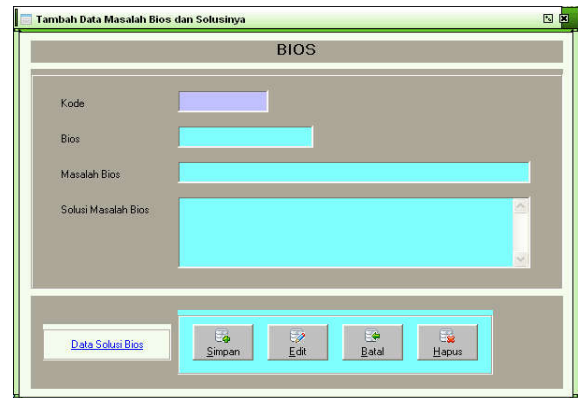 Tambah Data Masalah Bios dan Solusinya
BIOS
Kode
Bios
Masalah Bios
Solusi Masalah Bios
Data Solusi Bios
Simpan Edit Batal Hapus